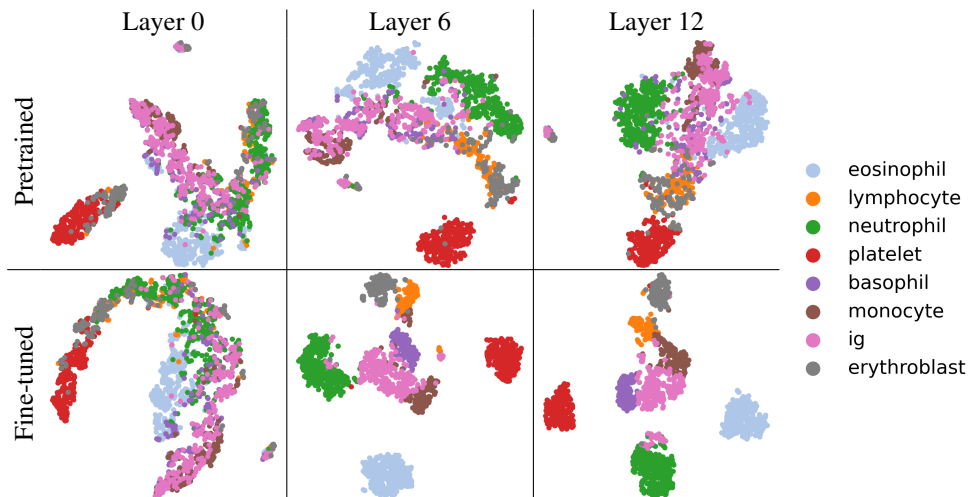 Layer 0
Layer 6
Layer 12
Pretrained
Fine-tuned
eosinophil
lymphocyte
neutrophil
platelet
basophil
monocyte
ig
erythroblast